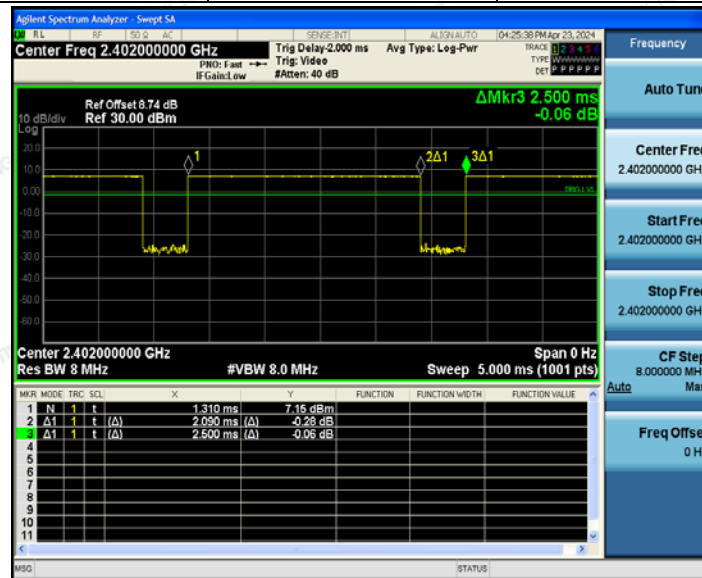 Agilent Spectrum Analyzer - Swept SA
RL RF 50 Ω AC SENSE:INT ALIGNAUTO 04:25:38 PM Apr 23, 2024
Center Freq 2.402000000 GHz
PNO: Fast
IFGain:Low
Trig Delay-2.000 ms
Trig: Video
#Atten: 40 dB
Avg Type: Log-Pwr
TRACE 1 2 3 4 5 6
TYPE WWWWWW
DET P P P P P P
Ref Offset 8.74 dB
Ref 30.00 dBm
10 dB/div
Log
ΔMkr3 2.500 ms
-0.06 dB
20.0
10.0
0.00
-10.0
-20.0
-30.0
-40.0
-50.0
-60.0
1
2Δ1
3Δ1
TRIG LVL
Center 2.402000000 GHz Span 0 Hz
Res BW 8 MHz #VBW 8.0 MHz Sweep 5.000 ms (1001 pts)
MKR MODE TRC SCL X Y FUNCTION FUNCTION WIDTH FUNCTION VALUE
1 N 1 t 1.310 ms 7.15 dBm
2 Δ1 1 t (Δ) 2.090 ms (Δ) -0.28 dB
3 Δ1 1 t (Δ) 2.500 ms (Δ) -0.06 dB
4
5
6
7
8
9
10
11
MSG STATUS
Frequency
Auto Tun
Center Fre
2.402000000 GH
Start Fre
2.402000000 GH
Stop Fre
2.402000000 GH
CF Step
8.000000 MH
Auto Ma
Freq Offse
0 H